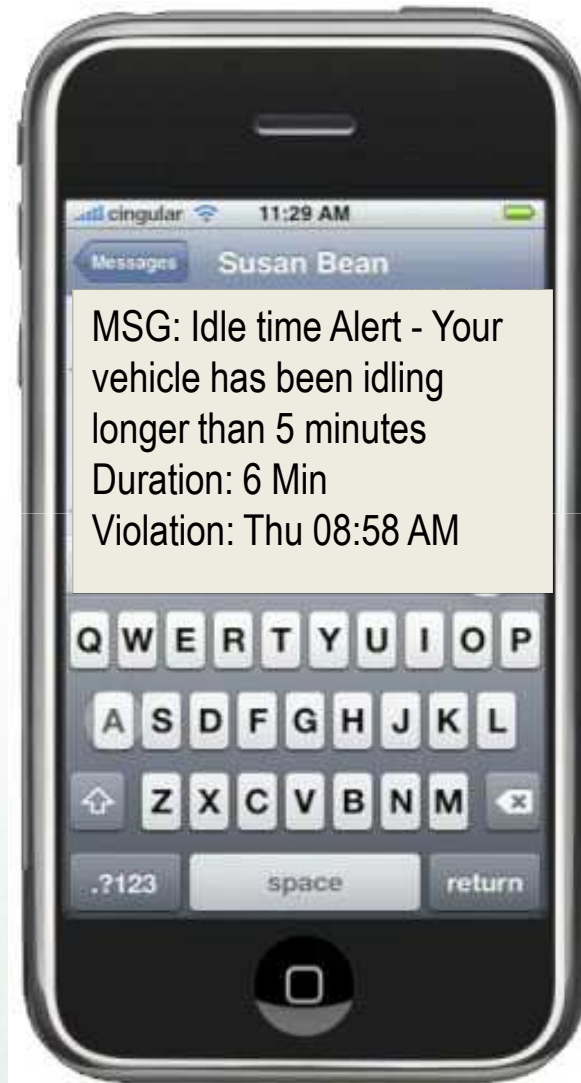 cingular 11:29 AM
Messages Susan Bean
MSG: Idle time Alert - Your
vehicle has been idling
longer than 5 minutes
Duration: 6 Min
Violation: Thu 08:58 AM
Q W E R T Y U I O P
A S D F G H J K L
Z X C V B N M
.?123 space return